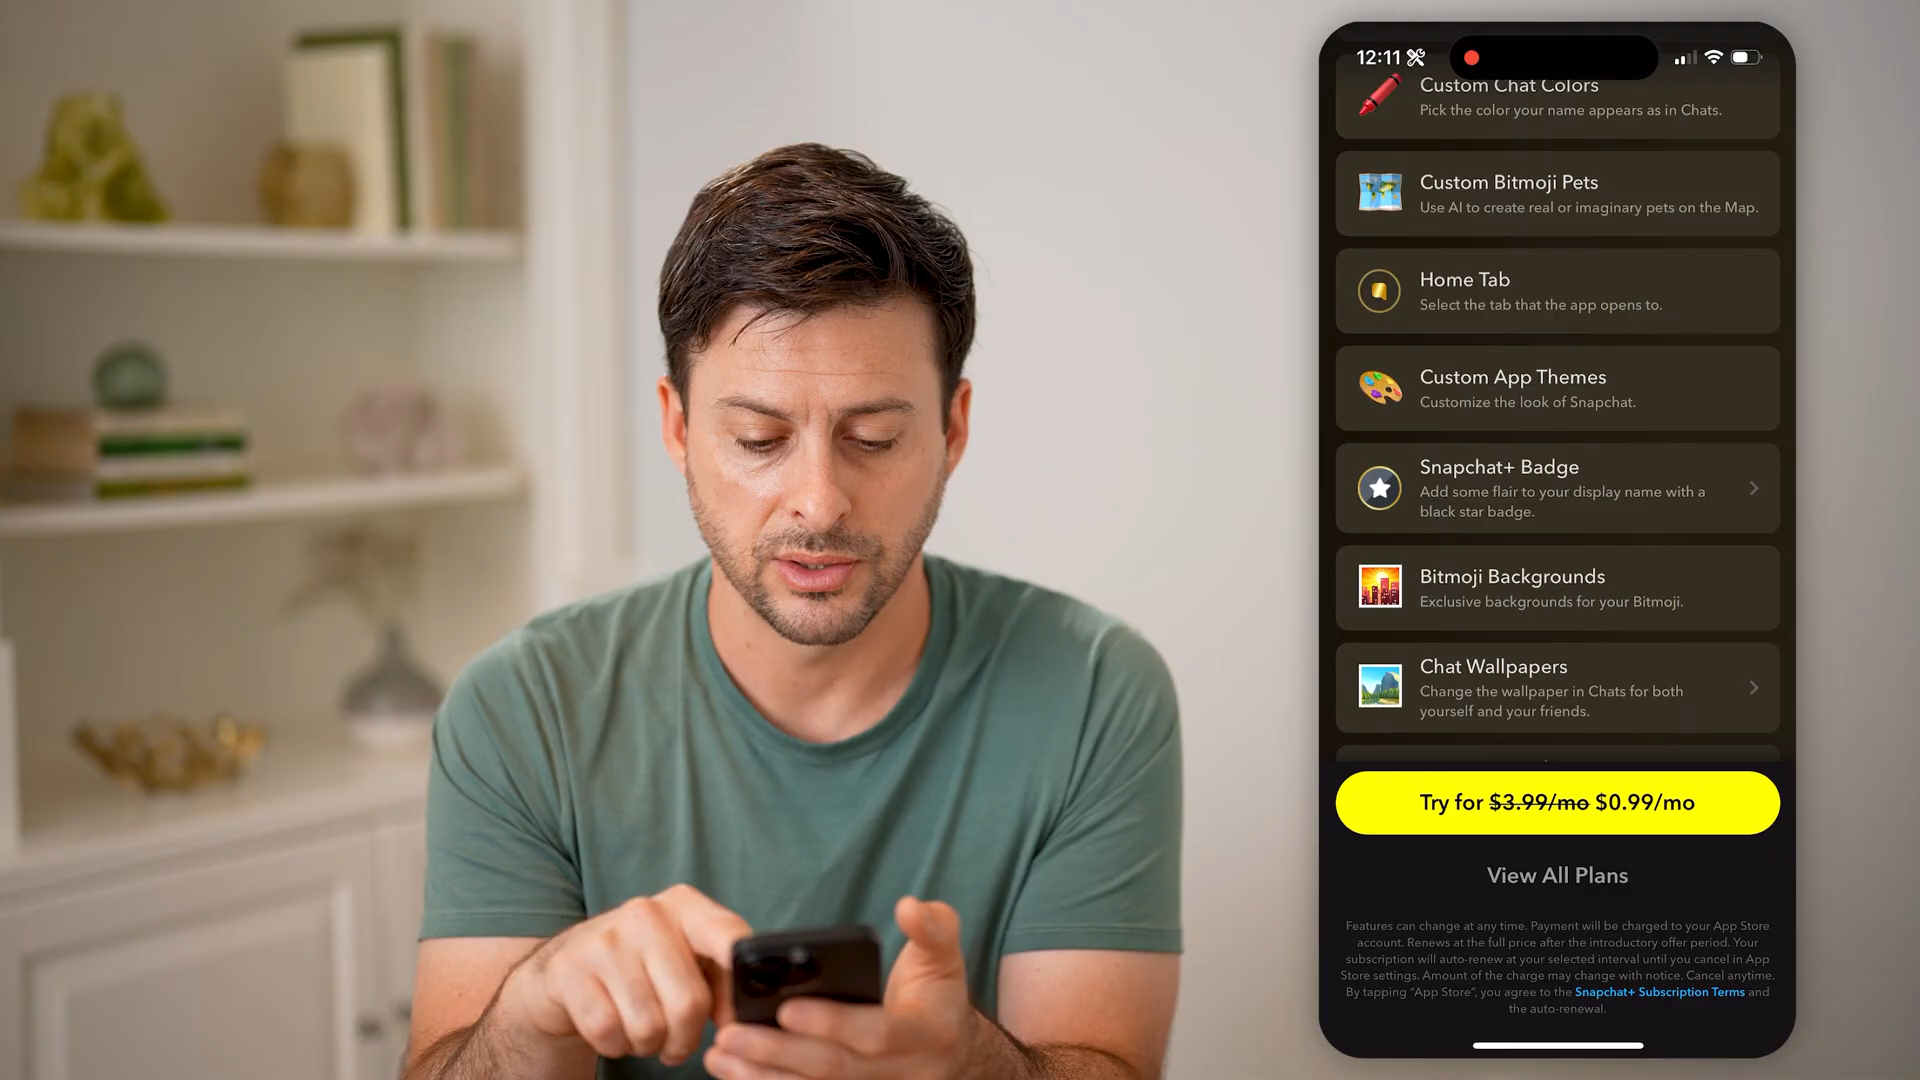 12:11
Custom Chat Colors
Pick the color your name appears as in Chats.
Custom Bitmoji Pets
Use AI to create real or imaginary pets on the Map.
Home Tab
Select the tab that the app opens to.
Custom App Themes
Customize the look of Snapchat.
Snapchat+ Badge
Add some flair to your display name with a
black star badge.
Bitmoji Backgrounds
Exclusive backgrounds for your Bitmoji.
Chat Wallpapers
Change the wallpaper in Chats for both
yourself and your friends.
Try for $3.99/mo $0.99/mo
View All Plans
Features can change at any time. Payment will be charged to your App Store
account. Renews at the full price after the introductory offer period. Your
subscription will auto-renew at your selected interval until you cancel in App
Store settings. Amount of the charge may change with notice. Cancel anytime.
By tapping "App Store", you agree to the Snapchat+ Subscription Terms and
the auto-renewal.